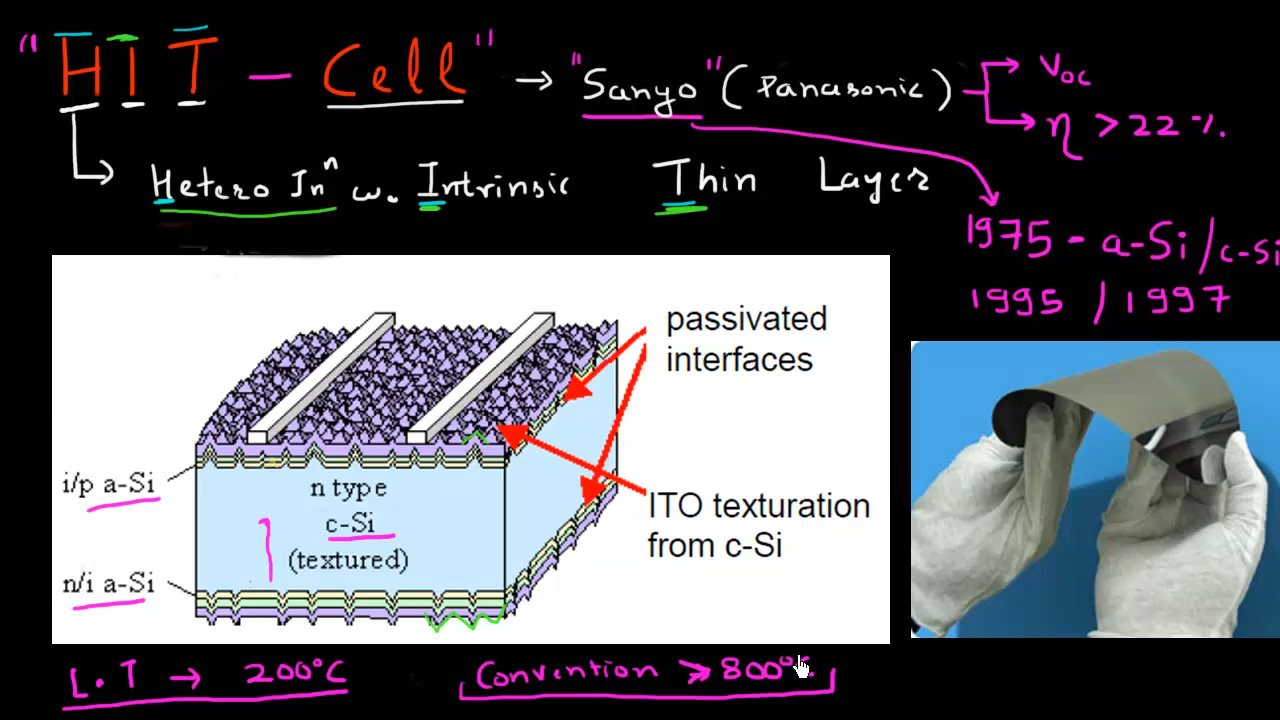 "HIT - Cell" → "Sanyo" (Panasonic)
Voc
η > 22 %.
Hetero Jnⁿ w. Intrinsic Thin Layer
1975 - a-Si/c-Si
1995 / 1997
passivated
interfaces
i/p a-Si
n type
c-Si
(textured)
ITO texturation
from c-Si
n/i a-Si
L.T → 200°C
Convention >> 800°C